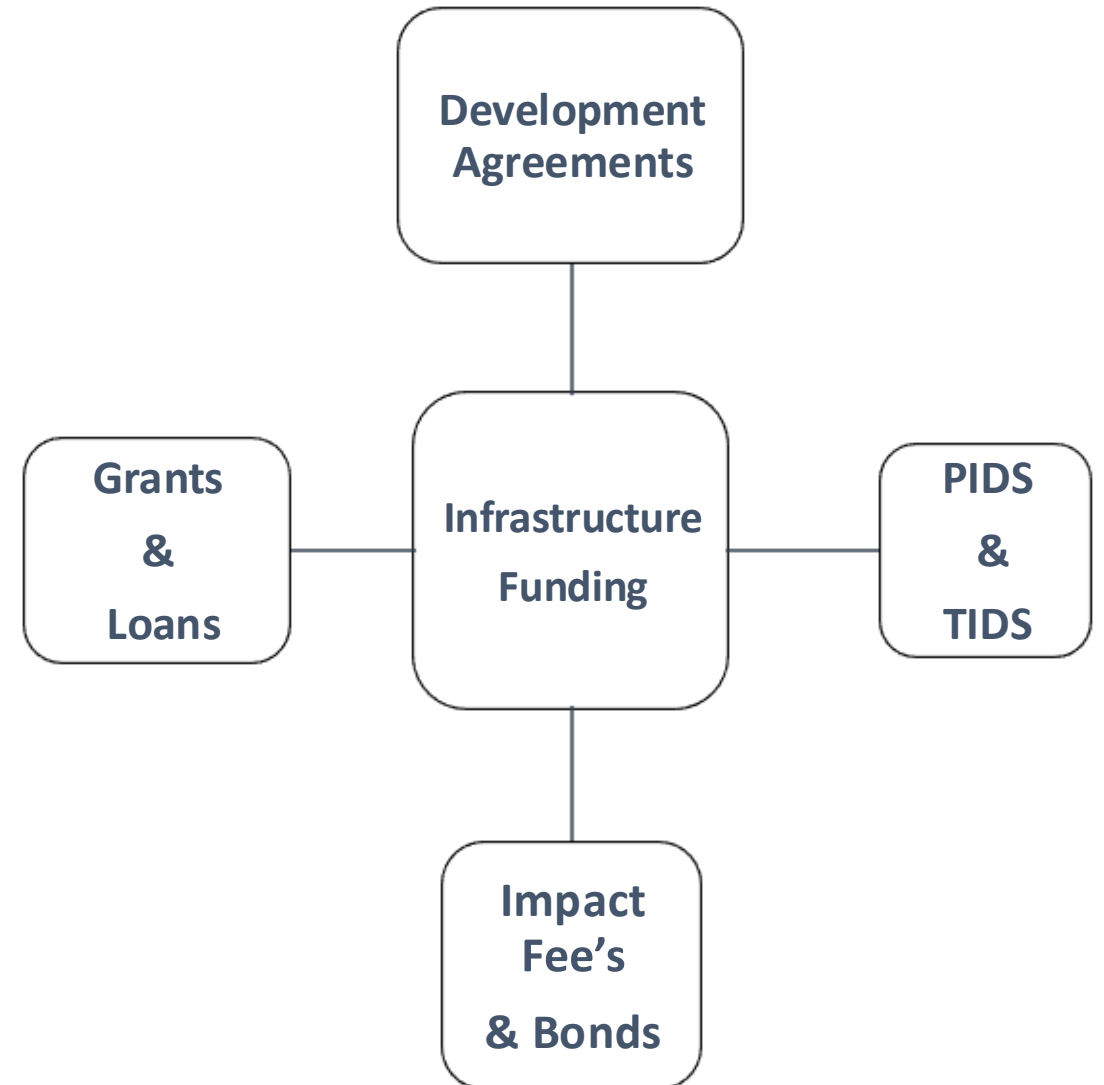 Development
Agreements
Grants
&
Loans
Infrastructure
Funding
PIDS
&
TIDS
Impact
Fee’s
& Bonds